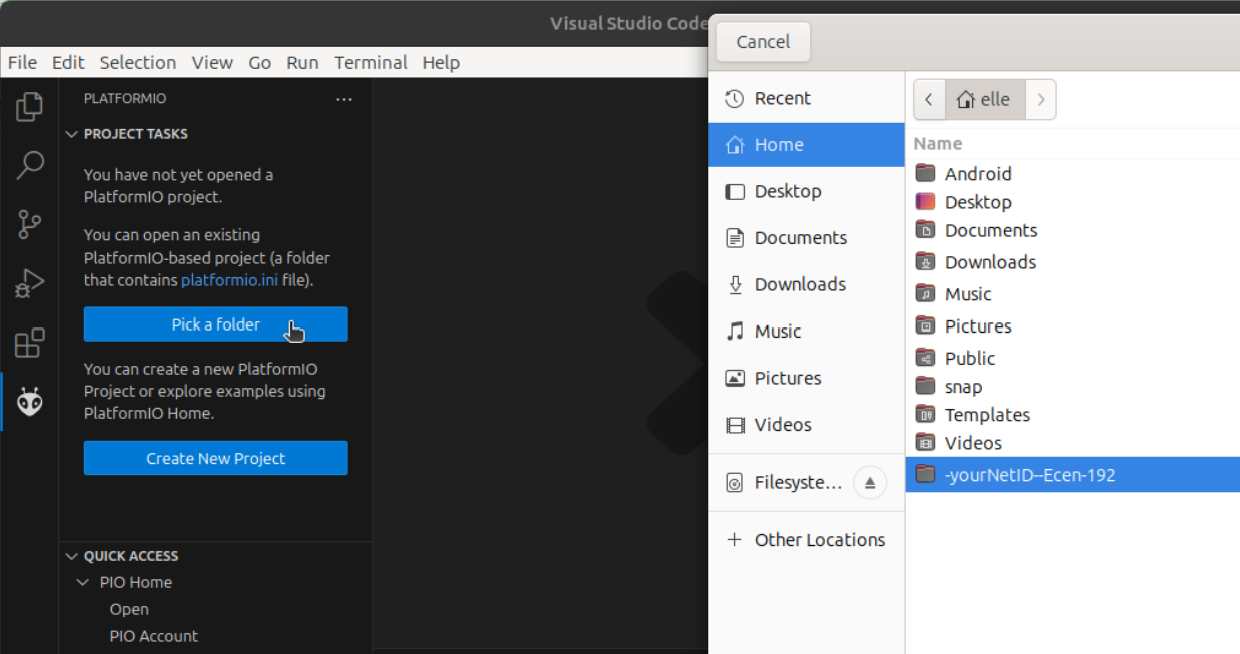 Visual Studio Code
File Edit Selection View Go Run Terminal Help
PLATFORMIO
PROJECT TASKS
You have not yet opened a
PlatformIO project.
You can open an existing
PlatformIO-based project (a folder
that contains platformio.ini file).
Pick a folder
You can create a new PlatformIO
Project or explore examples using
PlatformIO Home.
Create New Project
QUICK ACCESS
PIO Home
Open
PIO Account
Cancel
Recent
Home
Desktop
Documents
Downloads
Music
Pictures
Videos
Filesyste...
Other Locations
elle
Name
Android
Desktop
Documents
Downloads
Music
Pictures
Public
snap
Templates
Videos
-yourNetID--Ecen-192